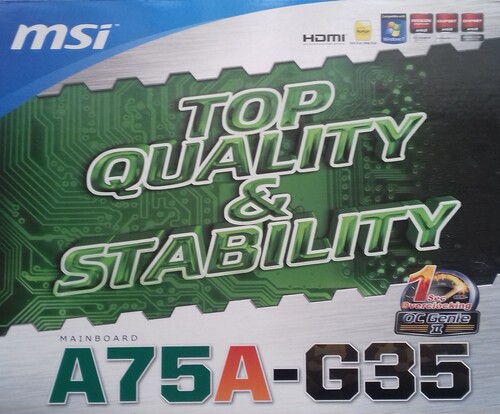 msi
HDMI
TOP
QUALITY
&
STABILITY
1
Sec
Overclocking
OC Genie
II
MAINBOARD
A75A-G35